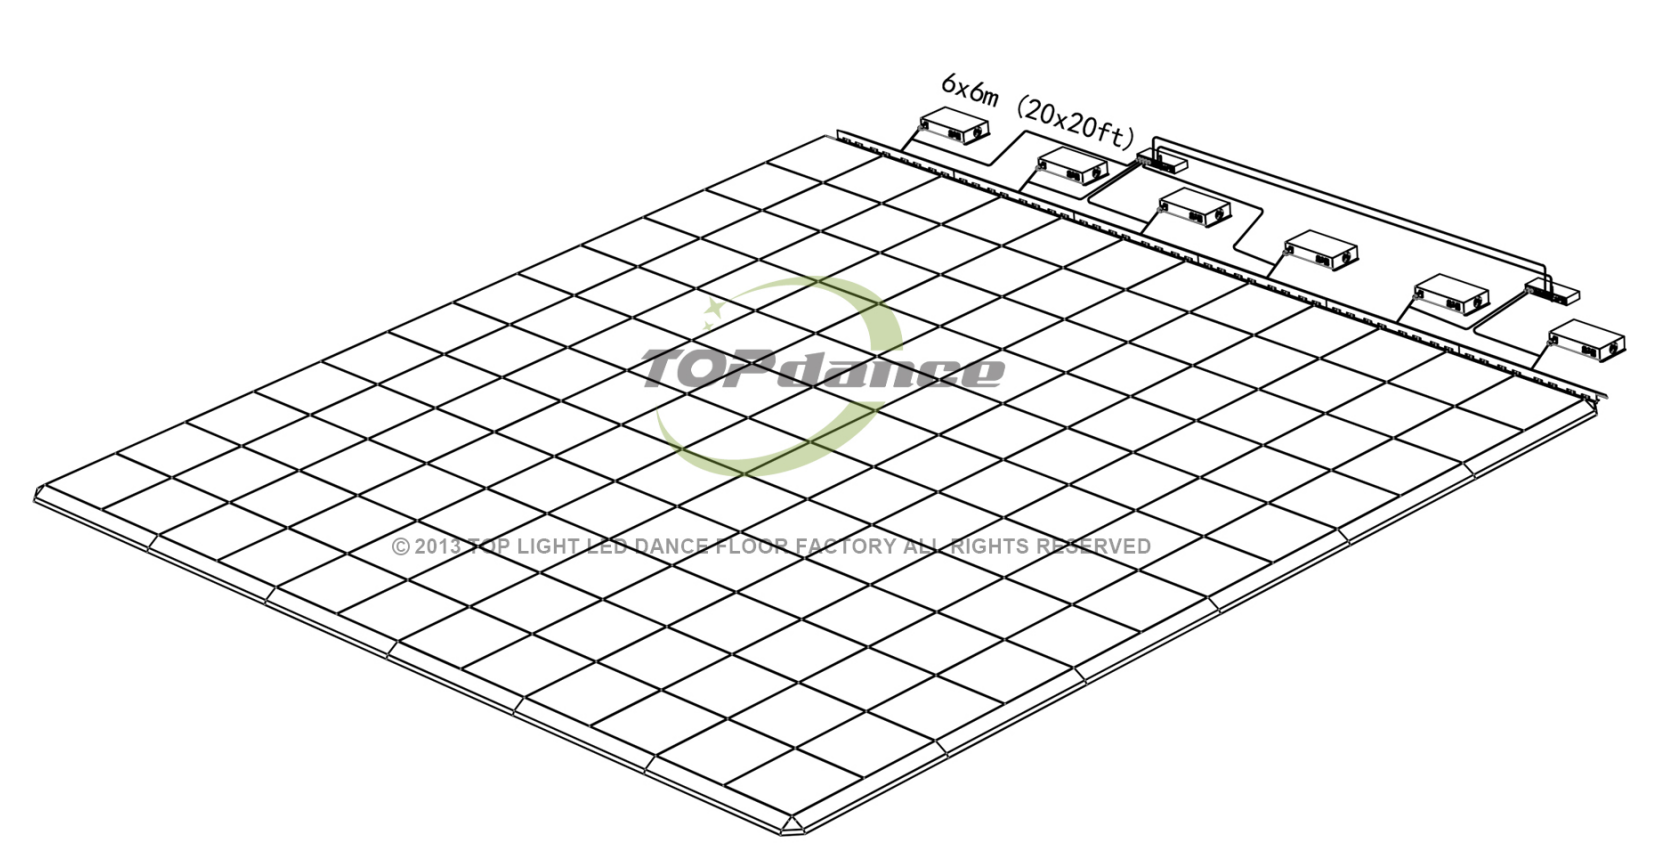 6x6m (20x20ft)
TOPdance
© 2013 TOP LIGHT LED DANCE FLOOR FACTORY ALL RIGHTS RESERVED